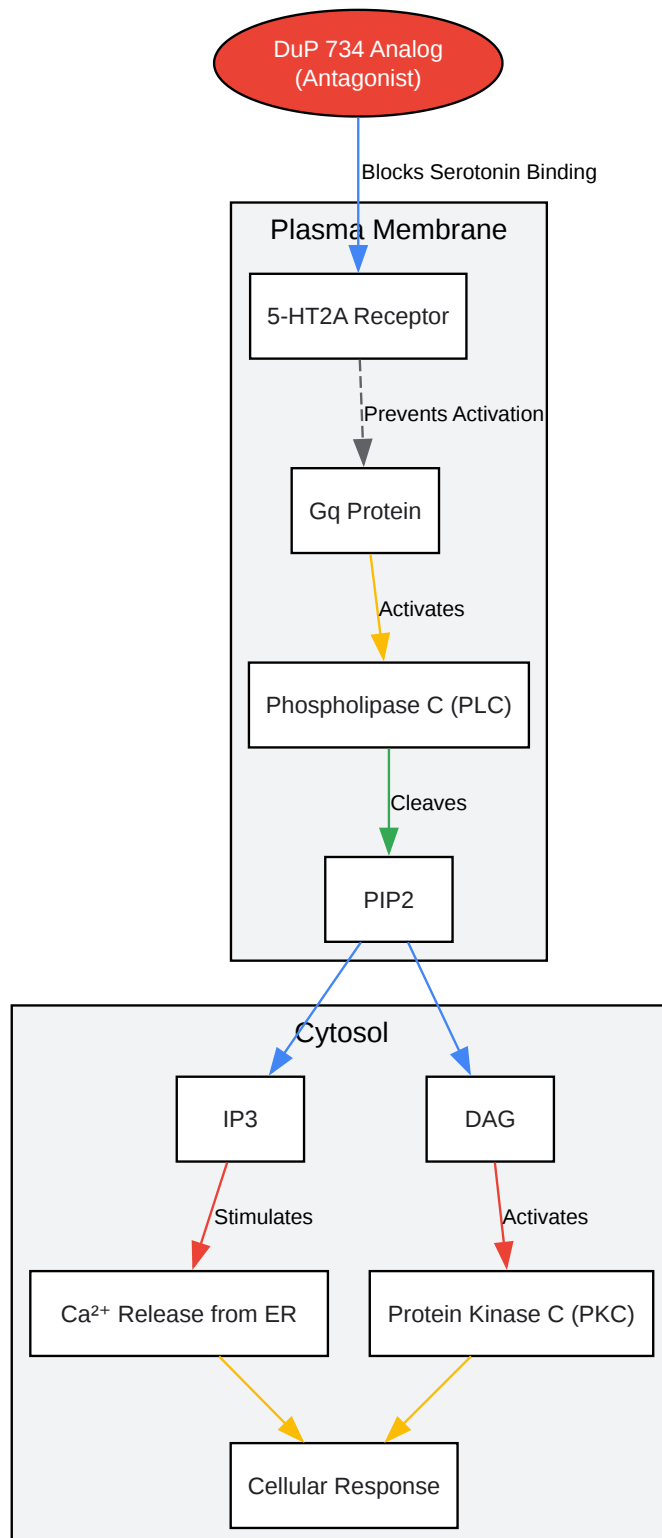 DuP 734 Analog
(Antagonist)
Blocks Serotonin Binding
Plasma Membrane
5-HT2A Receptor
Prevents Activation
Gq Protein
Activates
Phospholipase C (PLC)
Cleaves
PIP2
Cytosol
IP3
DAG
Stimulates
Activates
Ca²⁺ Release from ER
Protein Kinase C (PKC)
Cellular Response